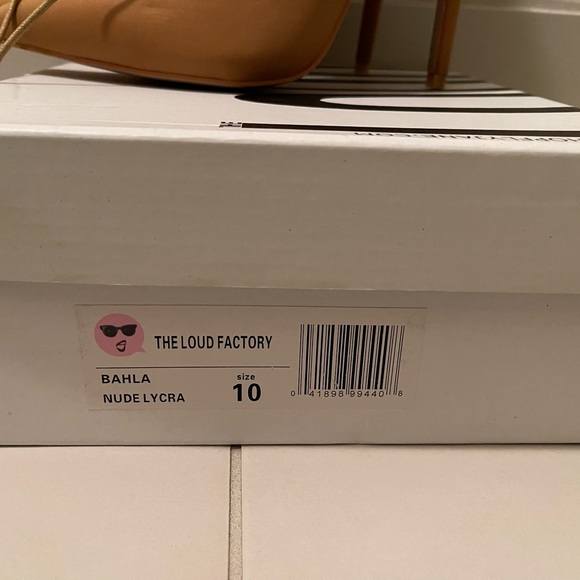 THE LOUD FACTORY
BAHLA
NUDE LYCRA
size
10
0 41898 99440 8